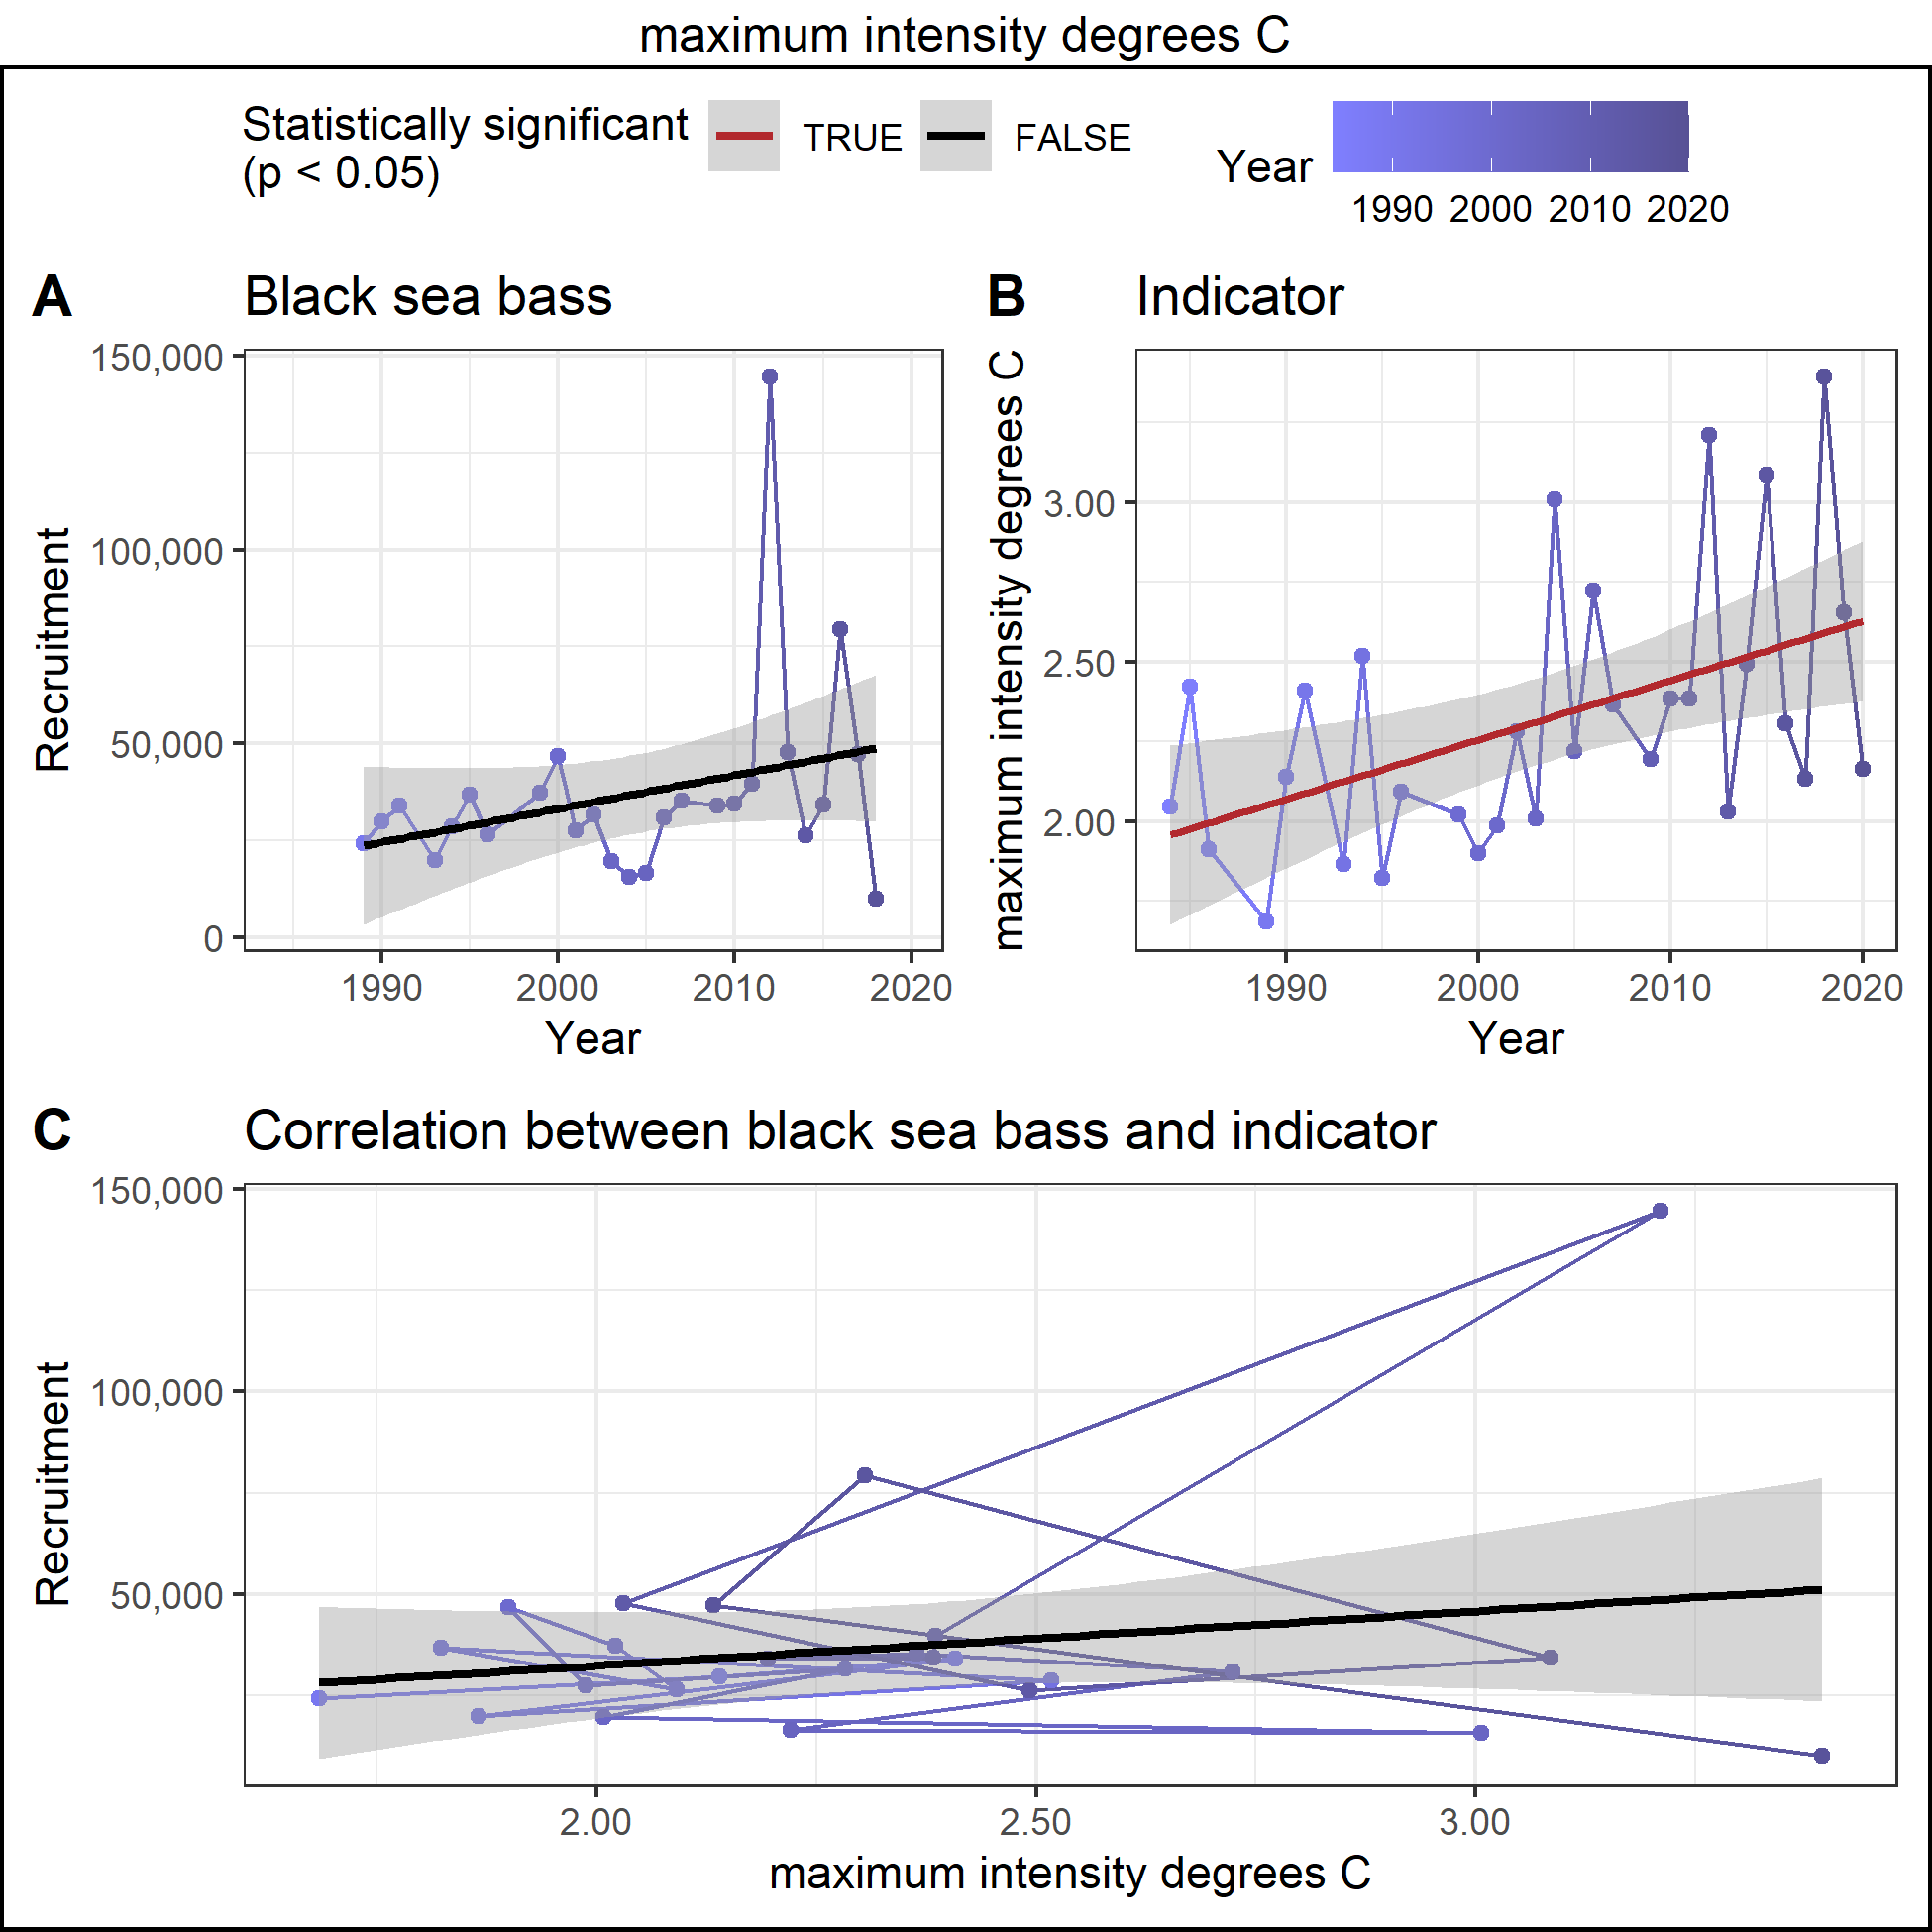 maximum intensity degrees C
Statistically significant
(p < 0.05)
TRUE
FALSE
Year
1990 2000 2010 2020
A
Black sea bass
150,000
100,000
50,000
0
Recruitment
1990 2000 2010 2020
Year
B
Indicator
maximum intensity degrees C
3.00
2.50
2.00
1990 2000 2010 2020
Year
C
Correlation between black sea bass and indicator
150,000
100,000
50,000
Recruitment
2.00 2.50 3.00
maximum intensity degrees C